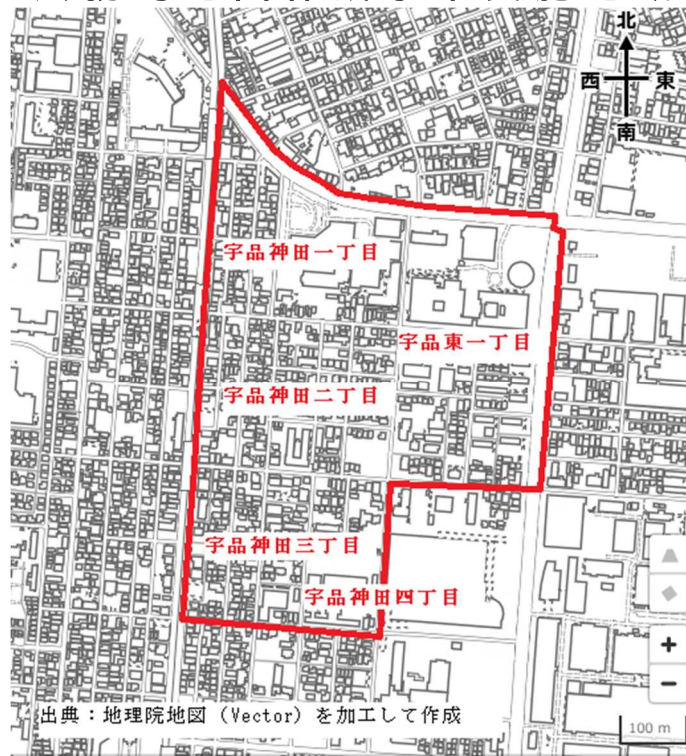 北
西 東
南
宇品神田一丁目
宇品東一丁目
宇品神田二丁目
宇品神田三丁目
宇品神田四丁目
+
−
出典：地理院地図 (Vector) を加工して作成
100 m